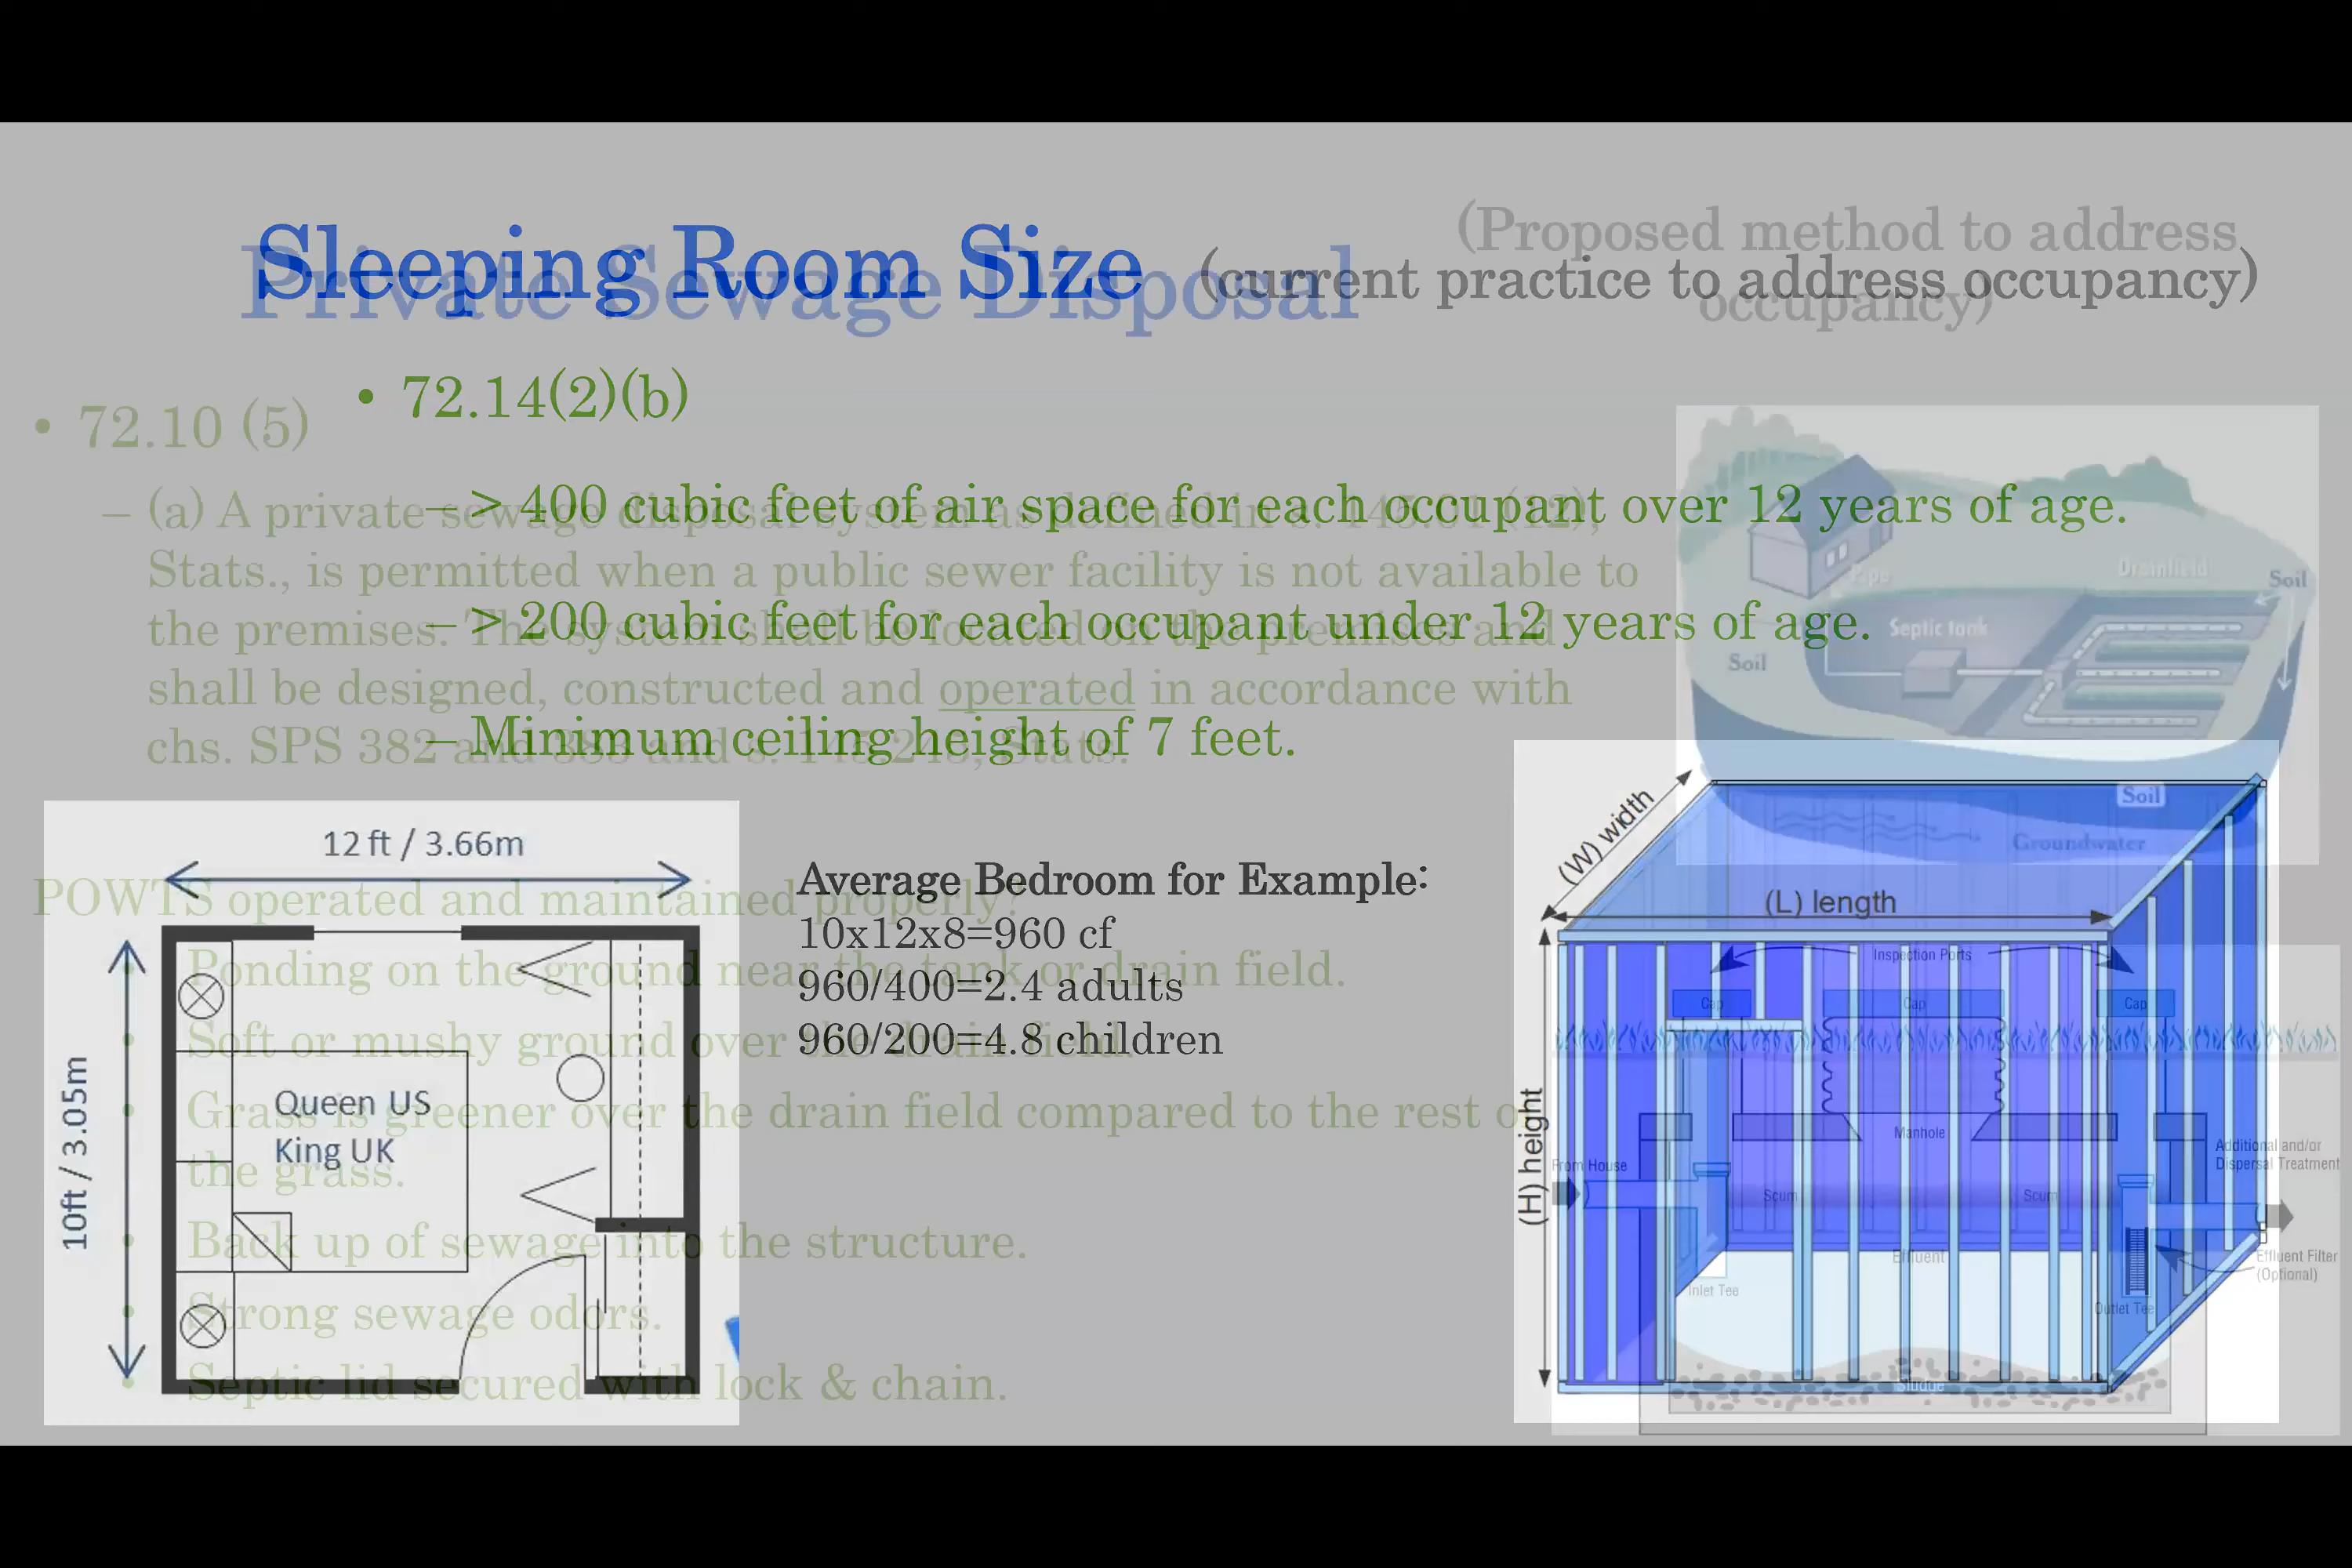 Sleeping Room Size (current practice to address occupancy)
• 72.14(2)(b)
– > 400 cubic feet of air space for each occupant over 12 years of age.
– > 200 cubic feet for each occupant under 12 years of age.
– Minimum ceiling height of 7 feet.
12 ft / 3.66m
10ft / 3.05m
Queen US
King UK
Average Bedroom for Example:
10x12x8=960 cf
960/400=2.4 adults
960/200=4.8 children
(W) width
(L) length
(H) height
Private Sewage Disposal
(Proposed method to address
occupancy)
• 72.10 (5)
– (a) A private sewage disposal system as defined in s. 145.01 (12),
Stats., is permitted when a public sewer facility is not available to
the premises. The system shall be located on the premises and
shall be designed, constructed and operated in accordance with
chs. SPS 382 and 383 and s. 145.245, Stats.
POWTS operated and maintained properly?
• Ponding on the ground near the tank or drain field.
• Soft or mushy ground over the drain field.
• Grass is greener over the drain field compared to the rest of
the grass.
• Back up of sewage into the structure.
• Strong sewage odors.
• Septic lid secured with lock & chain.
Pipe
Drainfield
Soil
Septic tank
Soil
Soil
Groundwater
Inspection Ports
Cap
Cap
Cap
Manhole
From House
Additional and/or
Dispersal Treatment
Scum
Scum
Effluent
Effluent Filter
(Optional)
Inlet Tee
Outlet Tee
Sludge